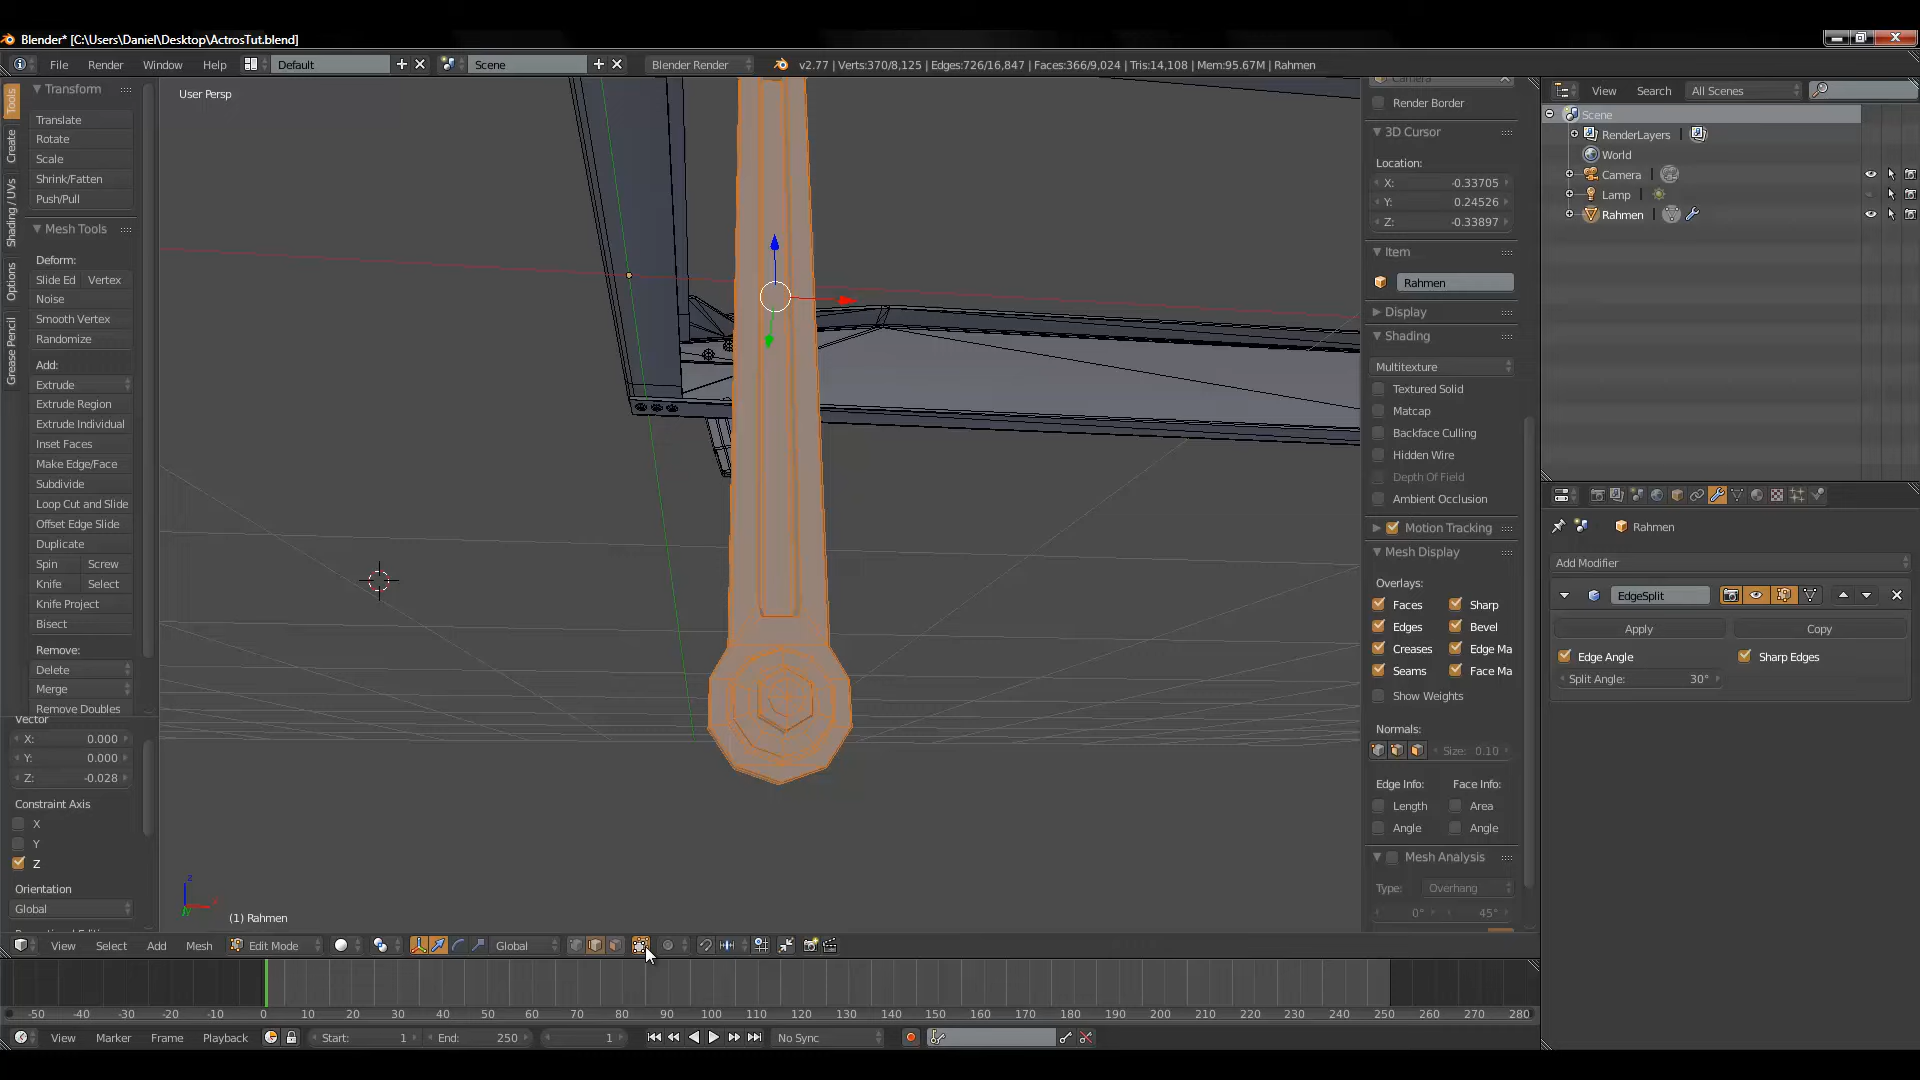 Blender* [C:\Users\Daniel\Desktop\ActrosTut.blend]
File Render Window Help Default Scene Blender Render v2.77 | Verts:370/8,125 | Edges:726/16,847 | Faces:366/9,024 | Tris:14,108 | Mem:95.67M | Rahmen
Tools
Create
Shading / UVs
Options
Grease Pencil
Transform
Translate
Rotate
Scale
Shrink/Fatten
Push/Pull
Mesh Tools
Deform:
Slide Ed Vertex
Noise
Smooth Vertex
Randomize
Add:
Extrude
Extrude Region
Extrude Individual
Inset Faces
Make Edge/Face
Subdivide
Loop Cut and Slide
Offset Edge Slide
Duplicate
Spin Screw
Knife Select
Knife Project
Bisect
Remove:
Delete
Merge
Remove Doubles
Vector
X: 0.000
Y: 0.000
Z: -0.028
Constraint Axis
X
Y
Z
Orientation
Global
User Persp
(1) Rahmen
Camera
Render Border
3D Cursor
Location:
X: -0.33705
Y: 0.24526
Z: -0.33897
Item
Rahmen
Display
Shading
Multitexture
Textured Solid
Matcap
Backface Culling
Hidden Wire
Depth Of Field
Ambient Occlusion
Motion Tracking
Mesh Display
Overlays:
Faces Sharp
Edges Bevel
Creases Edge Ma
Seams Face Ma
Show Weights
Normals:
Size: 0.10
Edge Info: Face Info:
Length Area
Angle Angle
Mesh Analysis
Type: Overhang
0° 45°
View Search All Scenes
Scene
RenderLayers
World
Camera
Lamp
Rahmen
Rahmen
Add Modifier
EdgeSplit
Apply Copy
Edge Angle Sharp Edges
Split Angle: 30°
View Select Add Mesh Edit Mode Global
-50 -40 -30 -20 -10 0 10 20 30 40 50 60 70 80 90 100 110 120 130 140 150 160 170 180 190 200 210 220 230 240 250 260 270 280
View Marker Frame Playback Start: 1 End: 250 1 No Sync